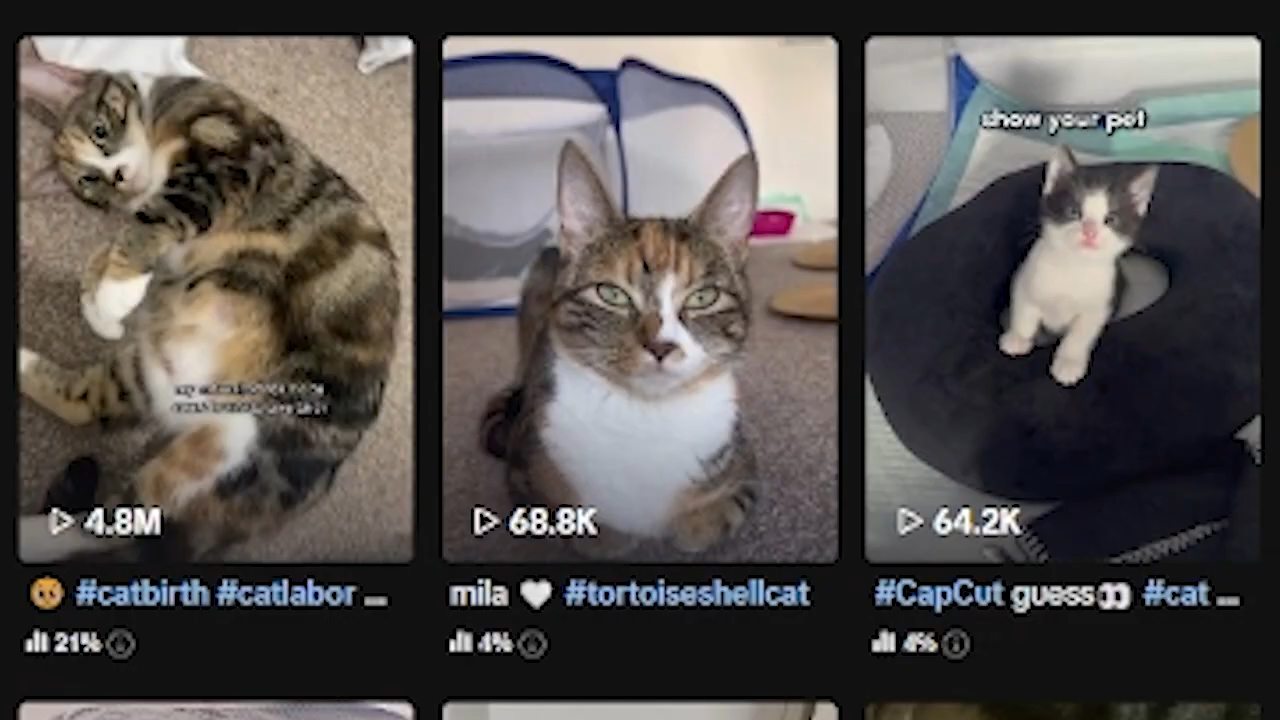 show your pet
4.8M
68.8K
64.2K
#catbirth #catlabor ...
mila 🤍 #tortoiseshellcat
#CapCut guess👀 #cat ...
21%
4%
4%